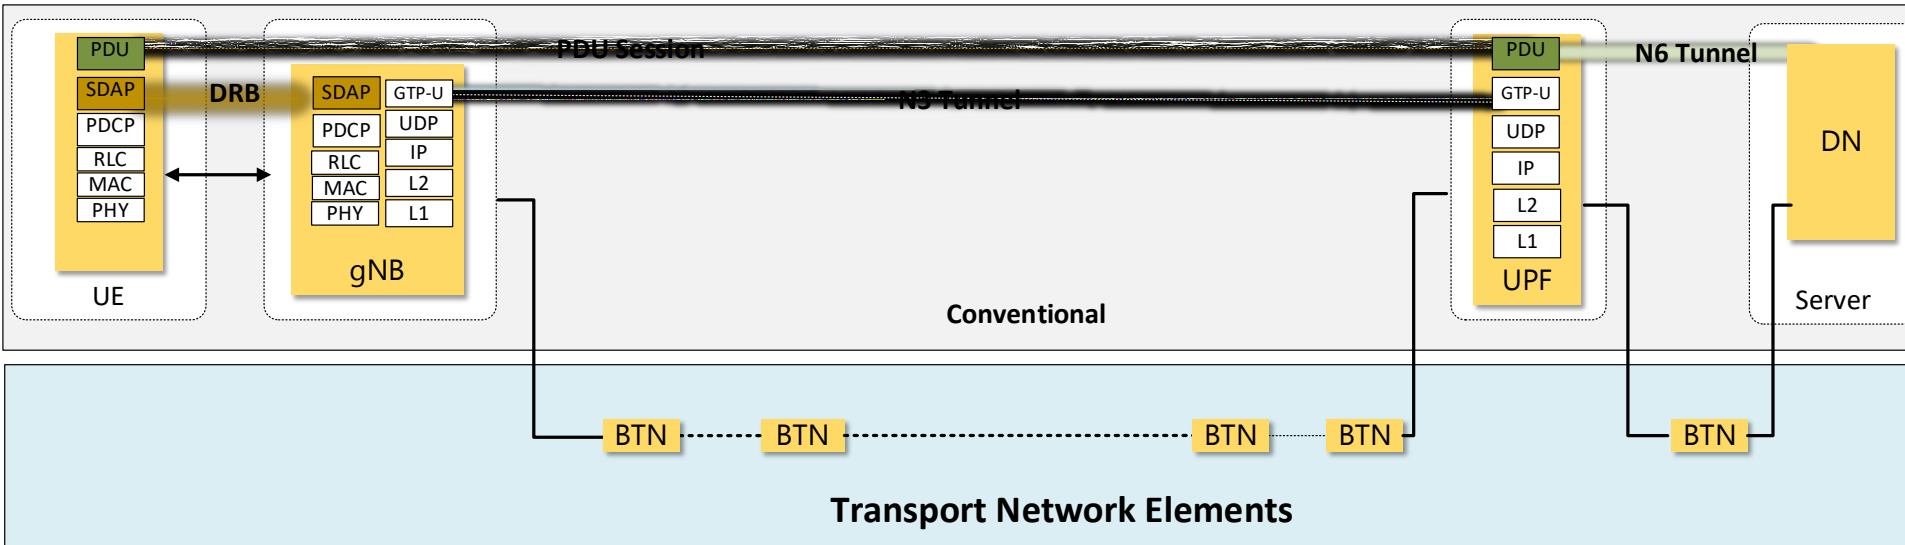 PDU
SDAP
PDCP
RLC
MAC
PHY
UE
DRB
PDU Session
SDAP
PDCP
RLC
MAC
PHY
GTP-U
UDP
IP
L2
L1
gNB
N3 Tunnel
Conventional
PDU
GTP-U
UDP
IP
L2
L1
UPF
N6 Tunnel
DN
Server
BTN
BTN
BTN
BTN
BTN
Transport Network Elements